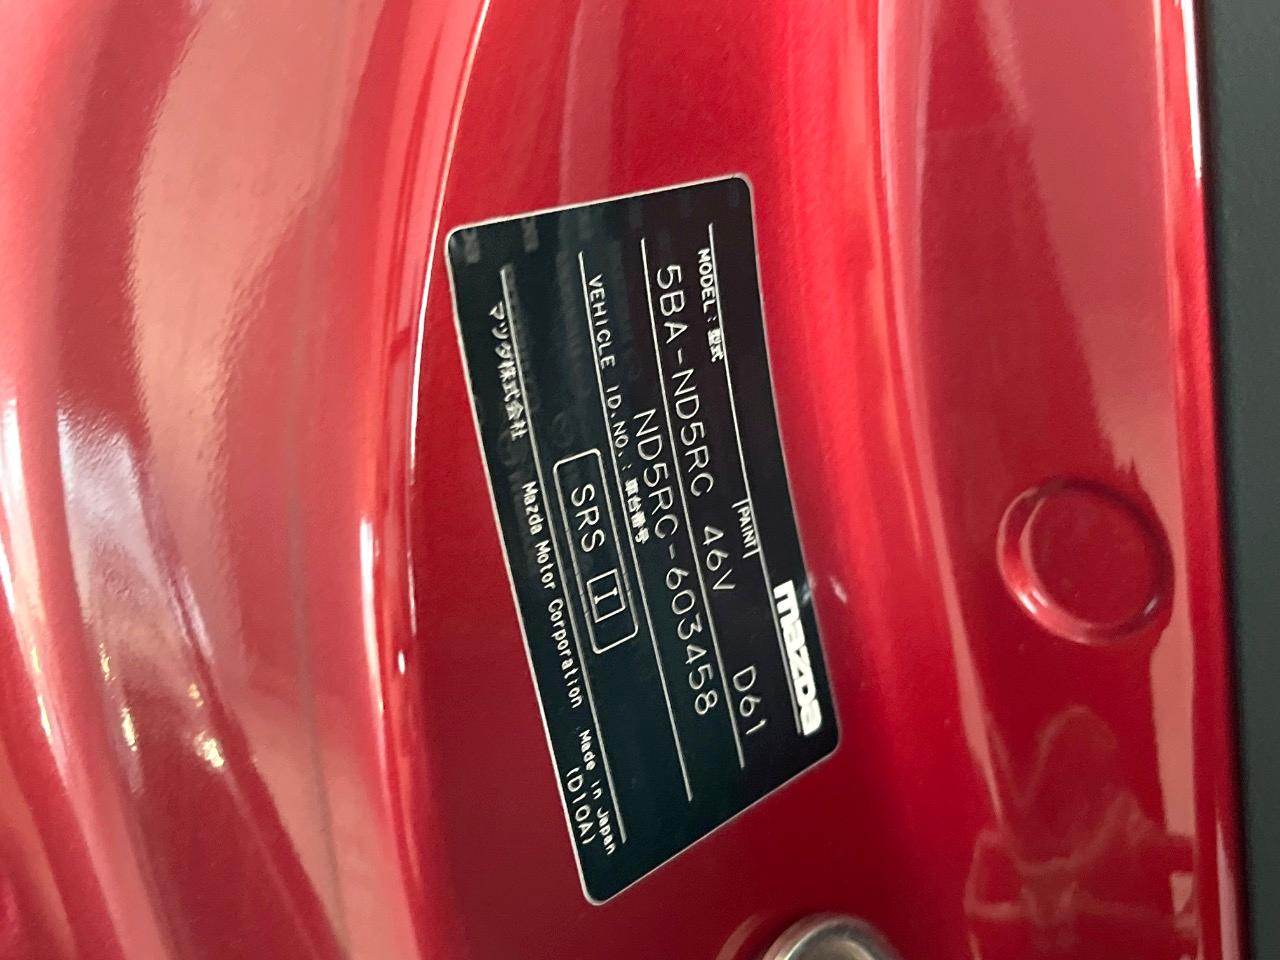 mazda
MODEL : 型式 PAINT
5BA-ND5RC 46V D61
ND5RC-603458
VEHICLE ID.NO. : 車台番号
SRS I
マツダ株式会社 Mazda Motor Corporation Made in Japan
(D10A)